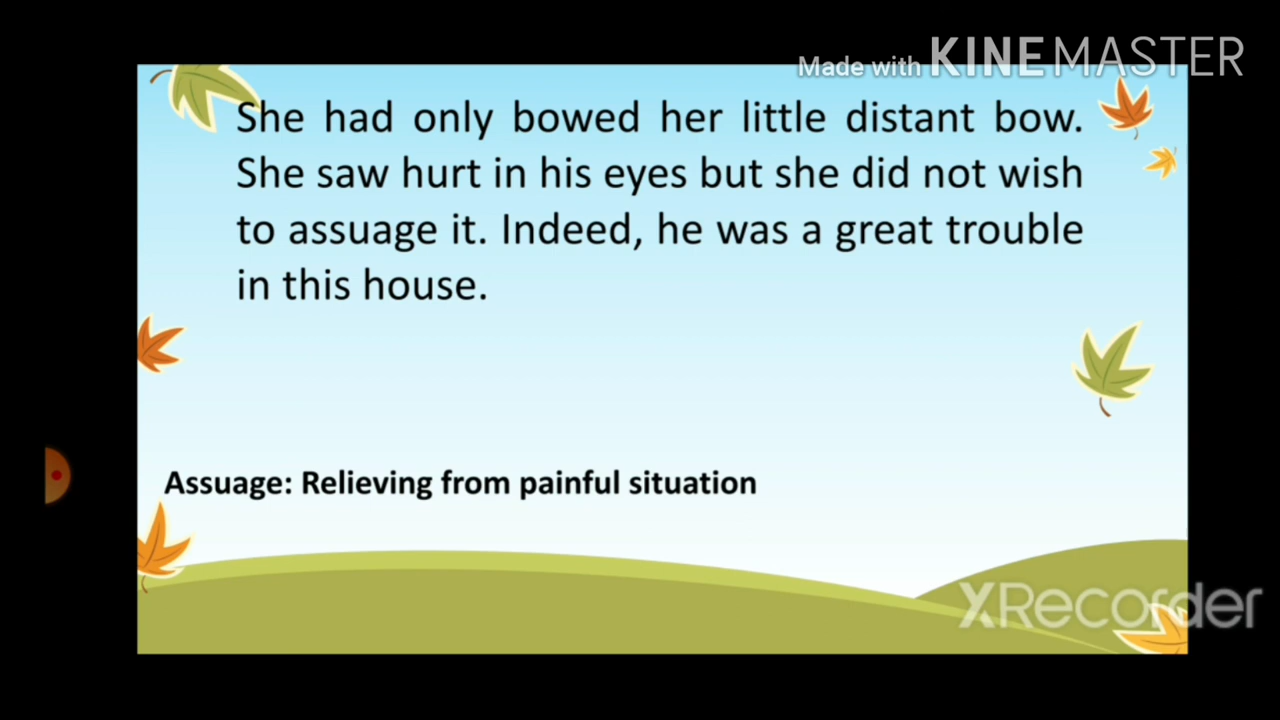 Made with KINEMASTER
She had only bowed her little distant bow.
She saw hurt in his eyes but she did not wish
to assuage it. Indeed, he was a great trouble
in this house.
Assuage: Relieving from painful situation
XRecorder